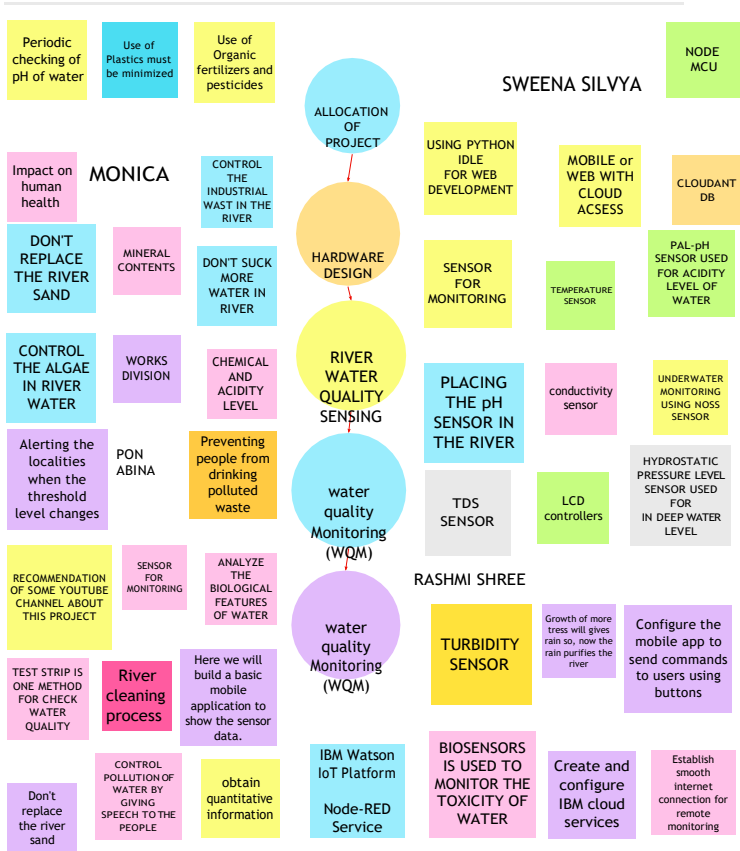 Periodic
checking of
pH of water
Use of
Plastics must
be minimized
Use of
Organic
fertilizers and
pesticides
ALLOCATION
OF
PROJECT
SWEENA SILVYA
NODE
MCU
Impact on
human
health
MONICA
CONTROL
THE
INDUSTRIAL
WAST IN THE
RIVER
USING PYTHON
IDLE
FOR WEB
DEVELOPMENT
MOBILE or
WEB WITH
CLOUD
ACSESS
CLOUDANT
DB
DON'T
REPLACE
THE RIVER
SAND
MINERAL
CONTENTS
DON'T SUCK
MORE
WATER IN
RIVER
HARDWARE
DESIGN
SENSOR
FOR
MONITORING
TEMPERATURE
SENSOR
PAL-pH
SENSOR USED
FOR ACIDITY
LEVEL OF
WATER
CONTROL
THE ALGAE
IN RIVER
WATER
WORKS
DIVISION
CHEMICAL
AND
ACIDITY
LEVEL
RIVER
WATER
QUALITY
SENSING
PLACING
THE pH
SENSOR IN
THE RIVER
conductivity
sensor
UNDERWATER
MONITORING
USING NOSS
SENSOR
Alerting the
localities
when the
threshold
level changes
PON
ABINA
Preventing
people from
drinking
polluted
waste
water
quality
Monitoring
(WQM)
TDS
SENSOR
LCD
controllers
HYDROSTATIC
PRESSURE LEVEL
SENSOR USED
FOR
IN DEEP WATER
LEVEL
RECOMMENDATION
OF SOME YOUTUBE
CHANNEL ABOUT
THIS PROJECT
SENSOR
FOR
MONITORING
ANALYZE
THE
BIOLOGICAL
FEATURES
OF WATER
water
quality
Monitoring
(WQM)
RASHMI SHREE
TURBIDITY
SENSOR
Growth of more
tress will gives
rain so, now the
rain purifies the
river
Configure the
mobile app to
send commands
to users using
buttons
TEST STRIP IS
ONE METHOD
FOR CHECK
WATER
QUALITY
River
cleaning
process
Here we will
build a basic
mobile
application to
show the sensor
data.
Don't
replace
the river
sand
CONTROL
POLLUTION OF
WATER BY
GIVING
SPEECH TO THE
PEOPLE
obtain
quantitative
information
IBM Watson
IoT Platform
Node-RED
Service
BIOSENSORS
IS USED TO
MONITOR THE
TOXICITY OF
WATER
Create and
configure
IBM cloud
services
Establish
smooth
internet
connection for
remote
monitoring